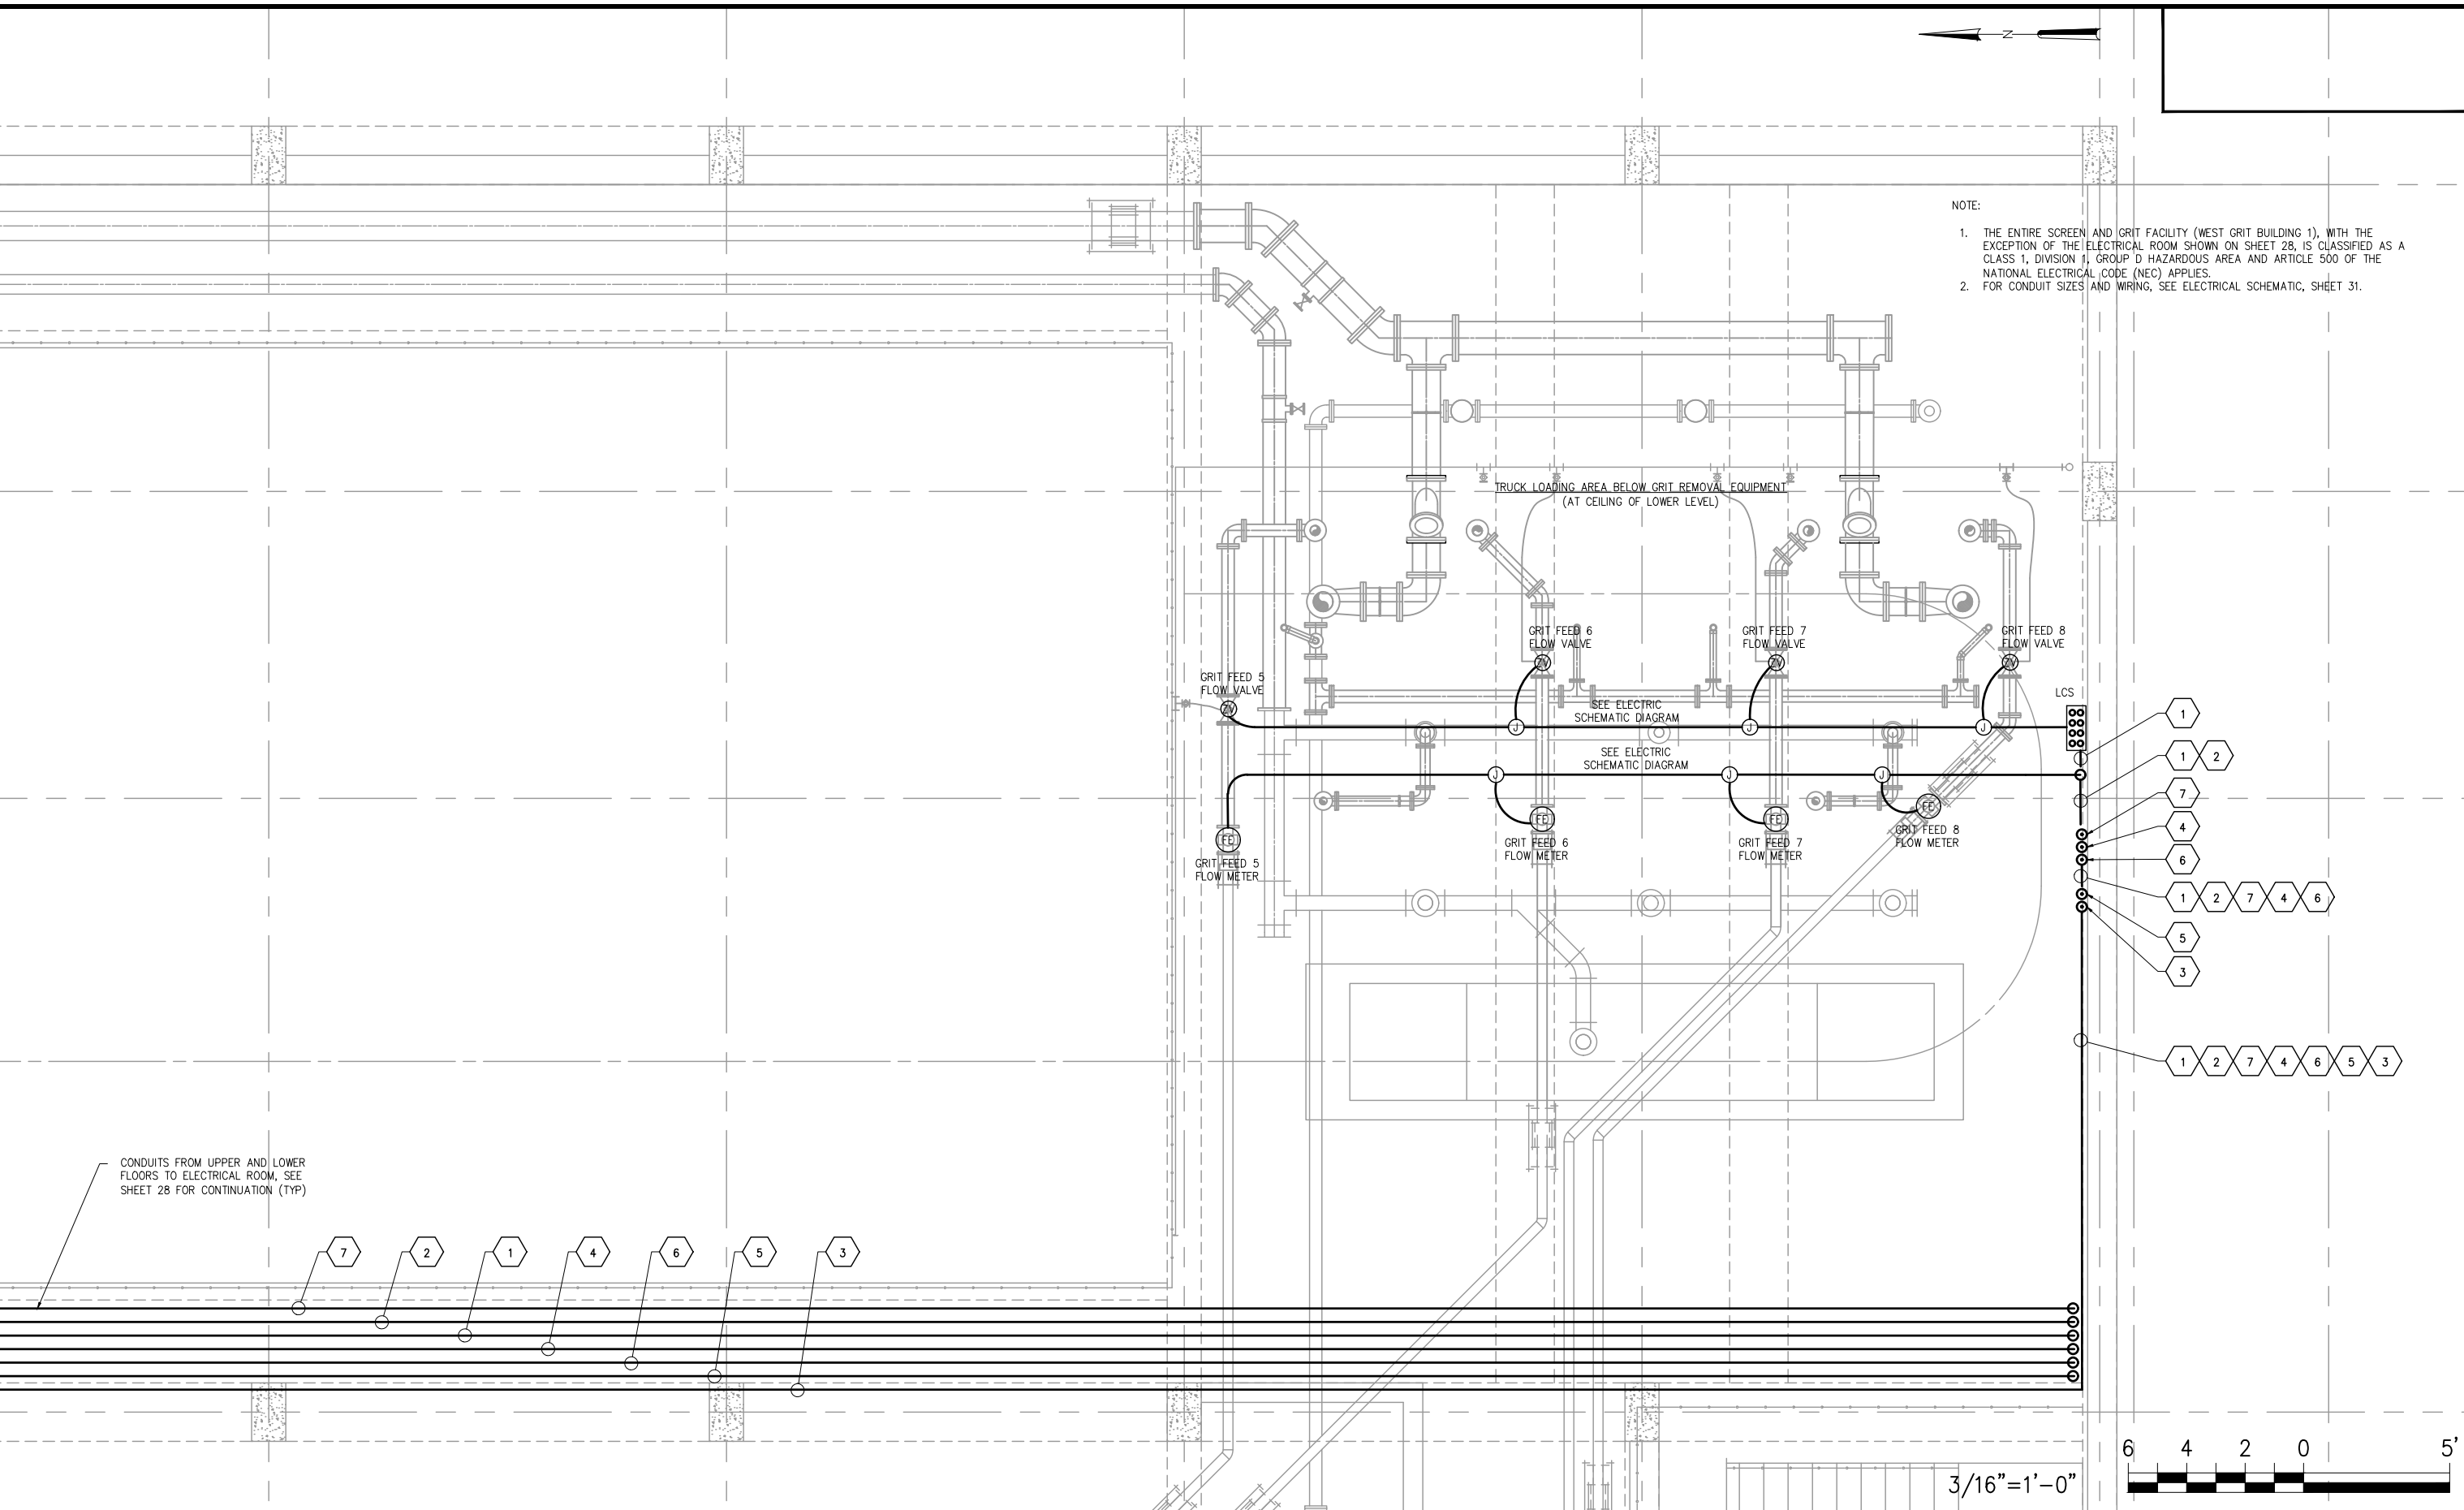 N
NOTE:
1. THE ENTIRE SCREEN AND GRIT FACILITY (WEST GRIT BUILDING 1), WITH THE
EXCEPTION OF THE ELECTRICAL ROOM SHOWN ON SHEET 28, IS CLASSIFIED AS A
CLASS 1, DIVISION 1, GROUP D HAZARDOUS AREA AND ARTICLE 500 OF THE
NATIONAL ELECTRICAL CODE (NEC) APPLIES.
2. FOR CONDUIT SIZES AND WIRING, SEE ELECTRICAL SCHEMATIC, SHEET 31.
TRUCK LOADING AREA BELOW GRIT REMOVAL EQUIPMENT
(AT CEILING OF LOWER LEVEL)
GRIT FEED 6
FLOW VALVE
GRIT FEED 7
FLOW VALVE
GRIT FEED 8
FLOW VALVE
ZV
ZV
ZV
GRIT FEED 5
FLOW VALVE
ZV
LCS
SEE ELECTRIC
SCHEMATIC DIAGRAM
J
J
J
SEE ELECTRIC
SCHEMATIC DIAGRAM
J
J
J
FE
FE
FE
FE
GRIT FEED 5
FLOW METER
GRIT FEED 6
FLOW METER
GRIT FEED 7
FLOW METER
GRIT FEED 8
FLOW METER
1
1 2
7
4
6
1 2 7 4 6
5
3
1 2 7 4 6 5 3
CONDUITS FROM UPPER AND LOWER
FLOORS TO ELECTRICAL ROOM, SEE
SHEET 28 FOR CONTINUATION (TYP)
7 2 1 4 6 5 3
6 4 2 0 5'
3/16"=1'-0"